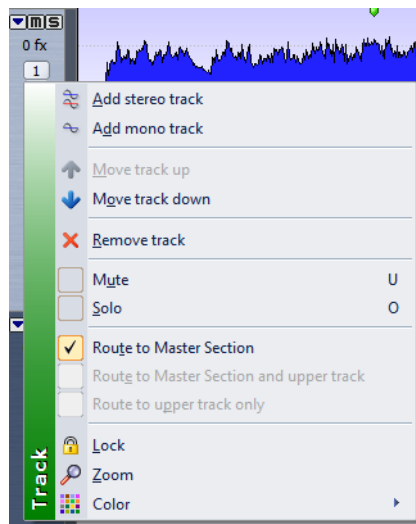 M S
0 fx
1
Add stereo track
Add mono track
Move track up
Move track down
Remove track
Mute U
Solo O
Route to Master Section
Route to Master Section and upper track
Route to upper track only
Lock
Zoom
Color
Track